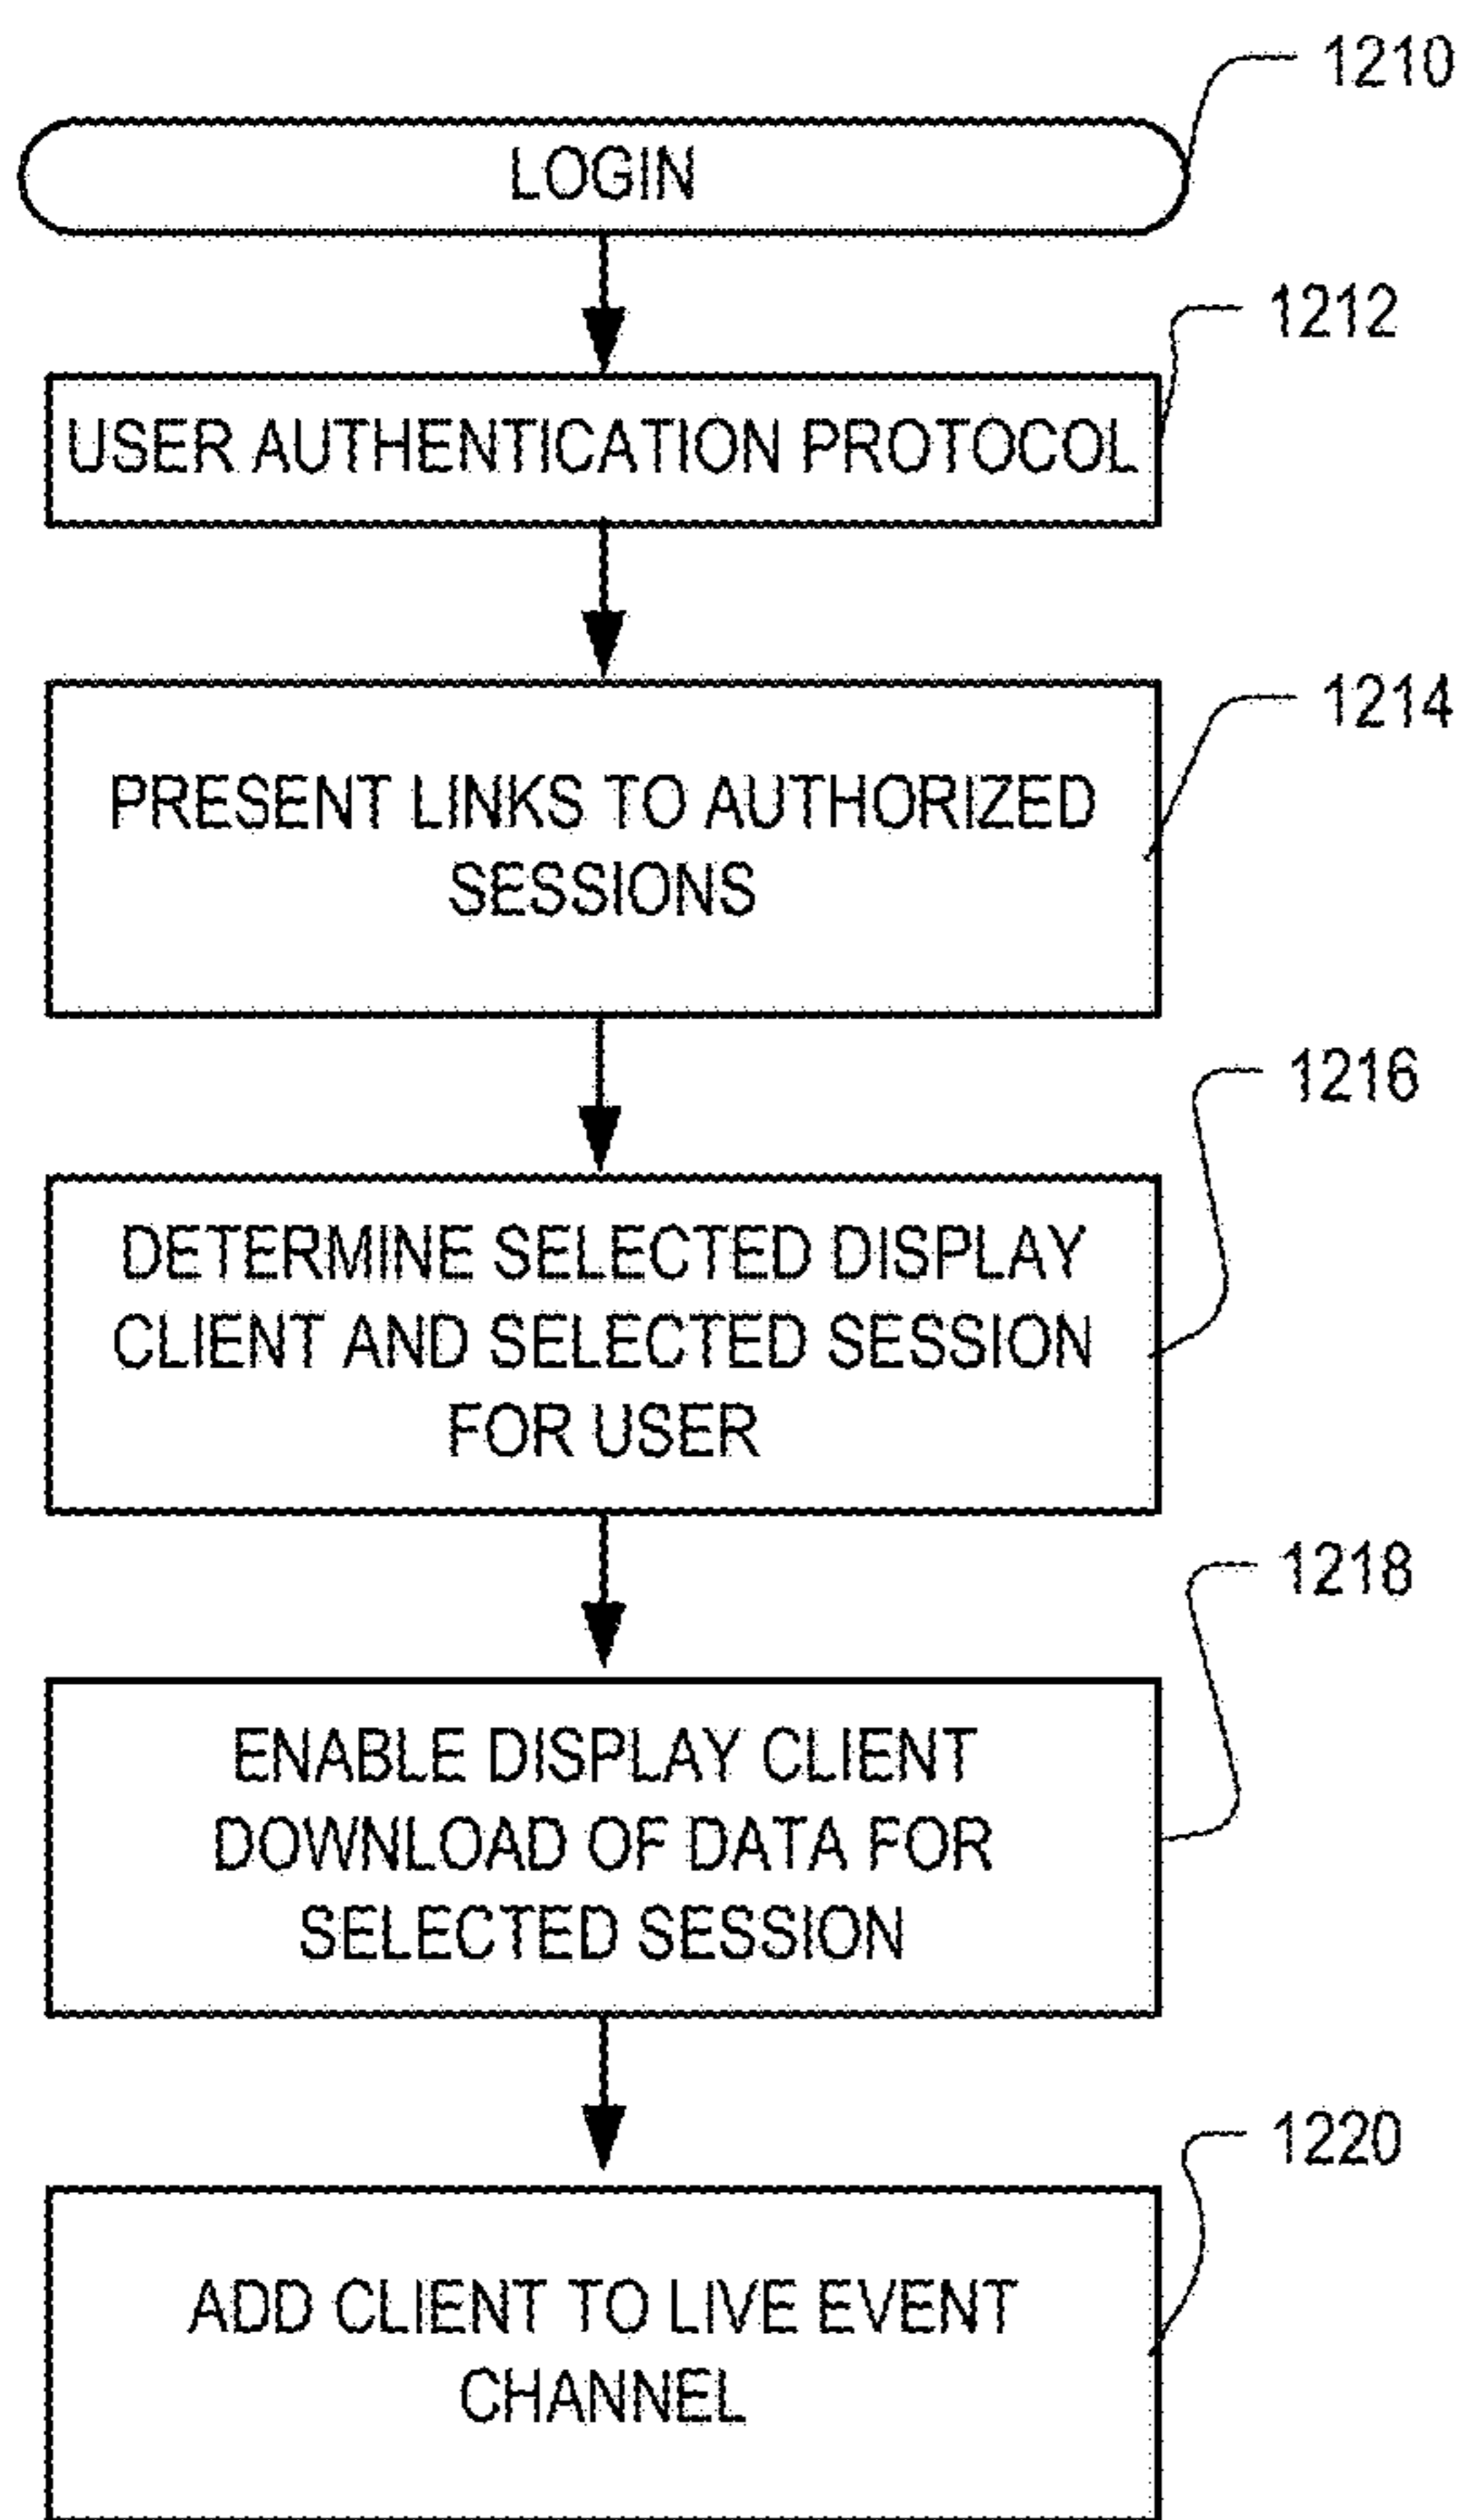 1210
LOGIN
1212
USER AUTHENTICATION PROTOCOL
1214
PRESENT LINKS TO AUTHORIZED
SESSIONS
1216
DETERMINE SELECTED DISPLAY
CLIENT AND SELECTED SESSION
FOR USER
1218
ENABLE DISPLAY CLIENT
DOWNLOAD OF DATA FOR
SELECTED SESSION
1220
ADD CLIENT TO LIVE EVENT
CHANNEL